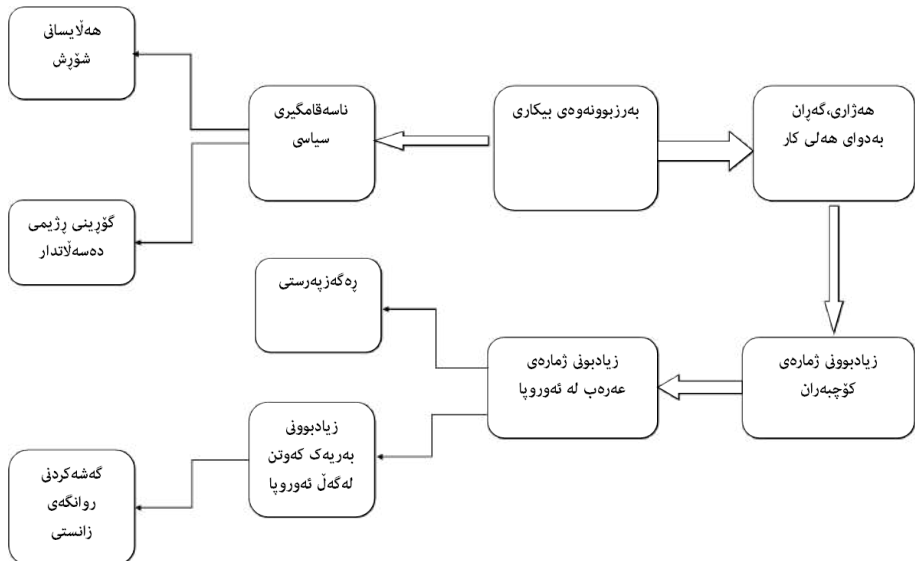 هەڵایسانی
شۆڕش
ناسەقامگیری
سیاسی
بەرزبوونەوەی بیکاری
هەژاری،گەڕان
بەدوای هەلی کار
گۆڕینی ڕژیمی
دەسەڵاتدار
ڕەگەزپەرستی
زیادبونی ژمارەی
عەرەب لە ئەوروپا
زیادبوونی ژمارەی
کۆچبەران
زیادبوونی
بەریەک کەوتن
لەگەڵ ئەوروپا
گەشەکردنی
روانگەی
زانستی